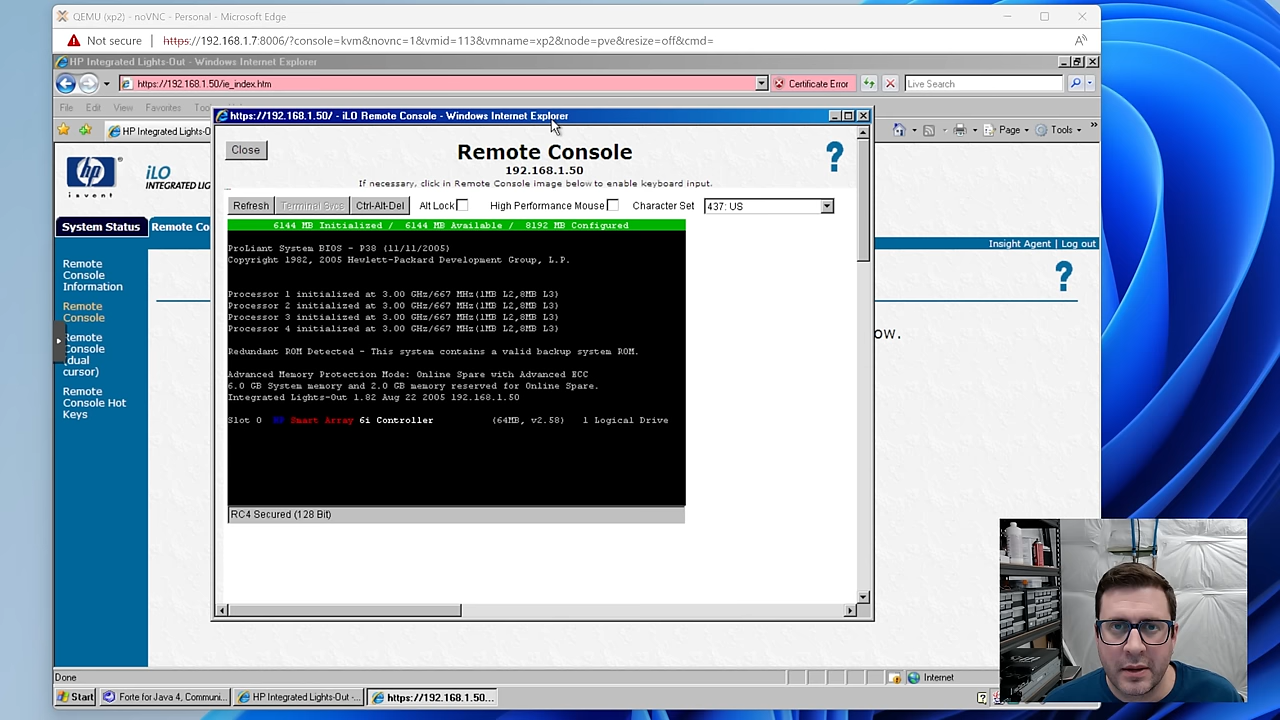 QEMU (xp2) - noVNC - Personal - Microsoft Edge
Not secure | https://192.168.1.7:8006/?console=kvm&novnc=1&vmid=113&vmname=xp2&node=pve&resize=off&cmd=
HP Integrated Lights-Out - Windows Internet Explorer
https://192.168.1.50/ie_index.htm
Certificate Error
Live Search
File Edit View Favorites
HP Integrated Lights-O
Page
Tools
https://192.168.1.50/ - iLO Remote Console - Windows Internet Explorer
Close
Remote Console
192.168.1.50
If necessary, click in Remote Console image below to enable keyboard input.
Refresh Terminal Svcs Ctrl-Alt-Del Alt Lock High Performance Mouse Character Set 437: US
6144 MB Initialized / 6144 MB Available / 8192 MB Configured
ProLiant System BIOS - P38 (11/11/2005)
Copyright 1982, 2005 Hewlett-Packard Development Group, L.P.
Processor 1 initialized at 3.00 GHz/667 MHz(1MB L2,8MB L3)
Processor 2 initialized at 3.00 GHz/667 MHz(1MB L2,8MB L3)
Processor 3 initialized at 3.00 GHz/667 MHz(1MB L2,8MB L3)
Processor 4 initialized at 3.00 GHz/667 MHz(1MB L2,8MB L3)
Redundant ROM Detected - This system contains a valid backup system ROM.
Advanced Memory Protection Mode: Online Spare with Advanced ECC
6.0 GB System memory and 2.0 GB memory reserved for Online Spare.
Integrated Lights-Out 1.82 Aug 22 2005 192.168.1.50
Slot 0 HP Smart Array 6i Controller (64MB, v2.58) 1 Logical Drive
RC4 Secured (128 Bit)
hp
invent
iLO
INTEGRATED LIG
System Status
Remote Co
Insight Agent | Log out
Remote
Console
Information
Remote
Console
Remote
Console
(dual
cursor)
Remote
Console Hot
Keys
ow.
Done
Internet
Start
Forte for Java 4, Communi...
HP Integrated Lights-Out -...
https://192.168.1.50...